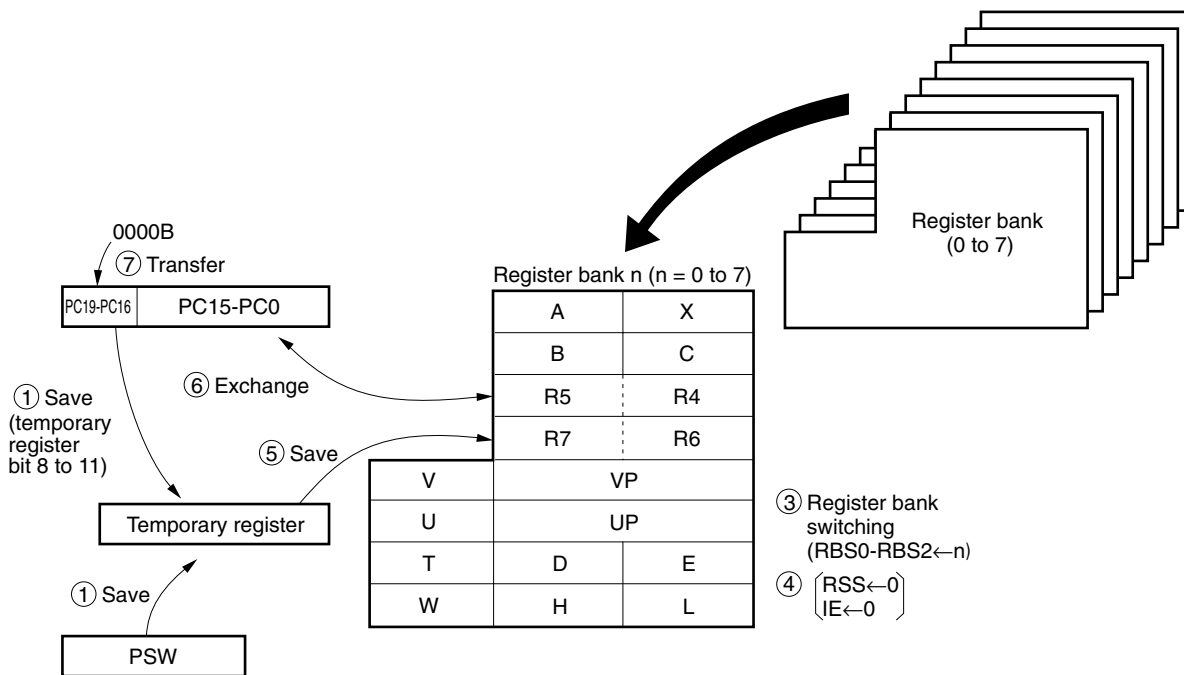 Register bank
(0 to 7)
0000B
⑦ Transfer
PC19-PC16 PC15-PC0
① Save
(temporary
register
bit 8 to 11)
⑥ Exchange
⑤ Save
Temporary register
① Save
PSW
Register bank n (n = 0 to 7)
A X
B C
R5 R4
R7 R6
V VP
U UP
T D E
W H L
③ Register bank
switching
(RBS0-RBS2←n)
④ RSS←0
IE←0